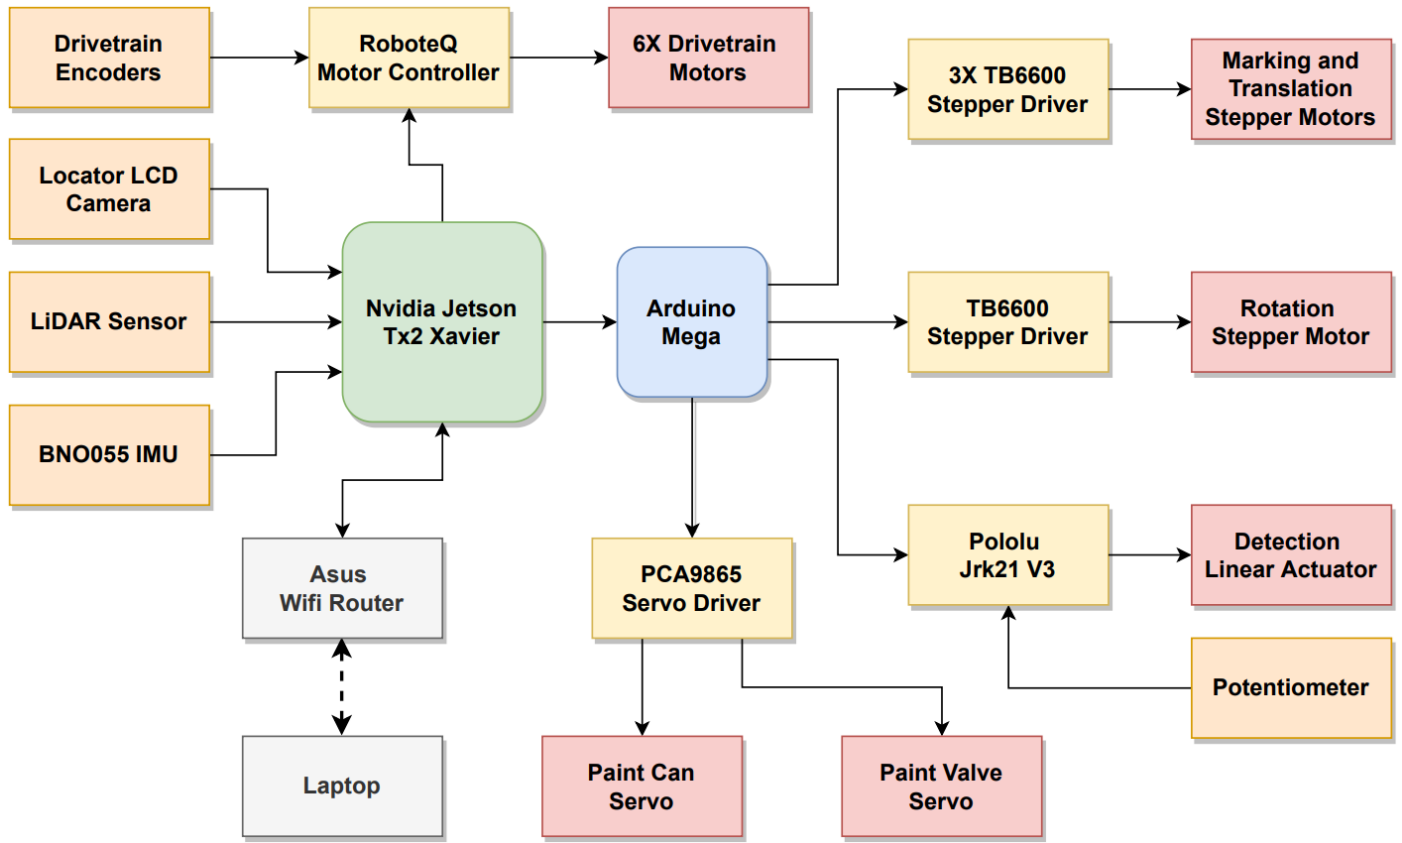 Drivetrain
Encoders
RoboteQ
Motor Controller
6X Drivetrain
Motors
3X TB6600
Stepper Driver
Marking and
Translation
Stepper Motors
Locator LCD
Camera
LiDAR Sensor
Nvidia Jetson
Tx2 Xavier
Arduino
Mega
TB6600
Stepper Driver
Rotation
Stepper Motor
BNO055 IMU
Asus
Wifi Router
PCA9865
Servo Driver
Pololu
Jrk21 V3
Detection
Linear Actuator
Potentiometer
Laptop
Paint Can
Servo
Paint Valve
Servo